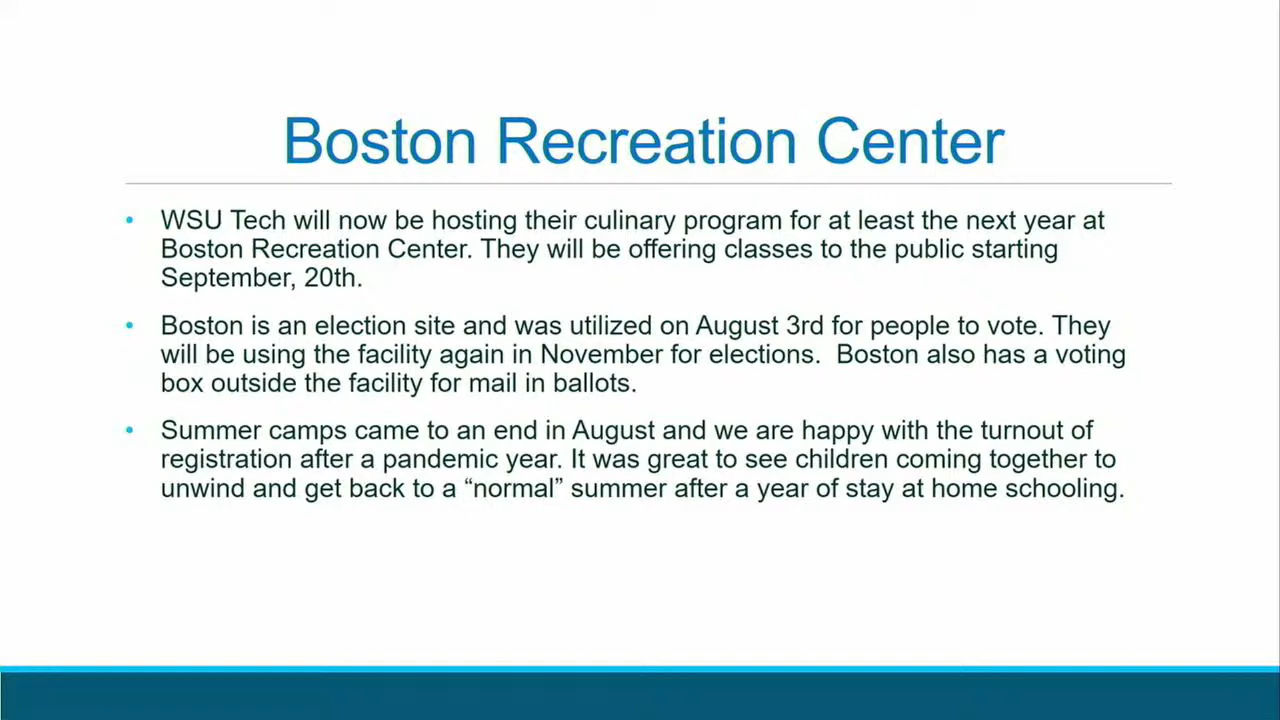 Boston Recreation Center
• WSU Tech will now be hosting their culinary program for at least the next year at
Boston Recreation Center. They will be offering classes to the public starting
September, 20th.
• Boston is an election site and was utilized on August 3rd for people to vote. They
will be using the facility again in November for elections.  Boston also has a voting
box outside the facility for mail in ballots.
• Summer camps came to an end in August and we are happy with the turnout of
registration after a pandemic year. It was great to see children coming together to
unwind and get back to a “normal” summer after a year of stay at home schooling.